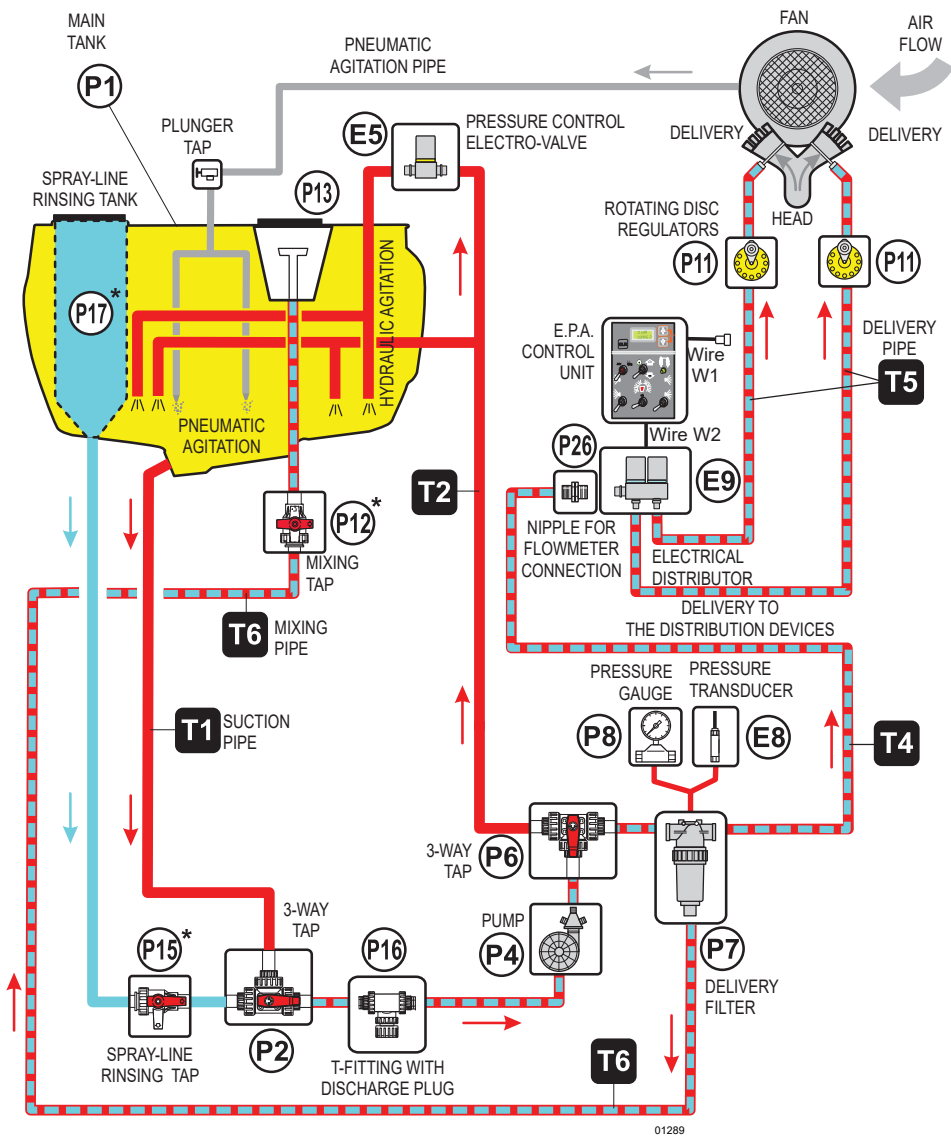 MAIN
TANK
P1
PNEUMATIC
AGITATION PIPE
FAN
AIR
FLOW
PLUNGER
TAP
E5
PRESSURE CONTROL
ELECTRO-VALVE
DELIVERY
DELIVERY
SPRAY-LINE
RINSING TANK
P13
HEAD
ROTATING DISC
REGULATORS
P11
P11
P17*
HYDRAULIC AGITATION
E.P.A.
CONTROL
UNIT
Wire
W1
DELIVERY
PIPE
T5
PNEUMATIC
AGITATION
Wire W2
P26
E9
T2
P12*
MIXING
TAP
NIPPLE FOR
FLOWMETER
CONNECTION
ELECTRICAL
DISTRIBUTOR
DELIVERY TO
THE DISTRIBUTION DEVICES
T6
MIXING
PIPE
PRESSURE
GAUGE
PRESSURE
TRANSDUCER
T1
SUCTION
PIPE
P8
E8
T4
3-WAY
TAP
P6
PUMP
P4
P7
DELIVERY
FILTER
3-WAY
TAP
P15*
P16
SPRAY-LINE
RINSING TAP
P2
T-FITTING WITH
DISCHARGE PLUG
T6
01289